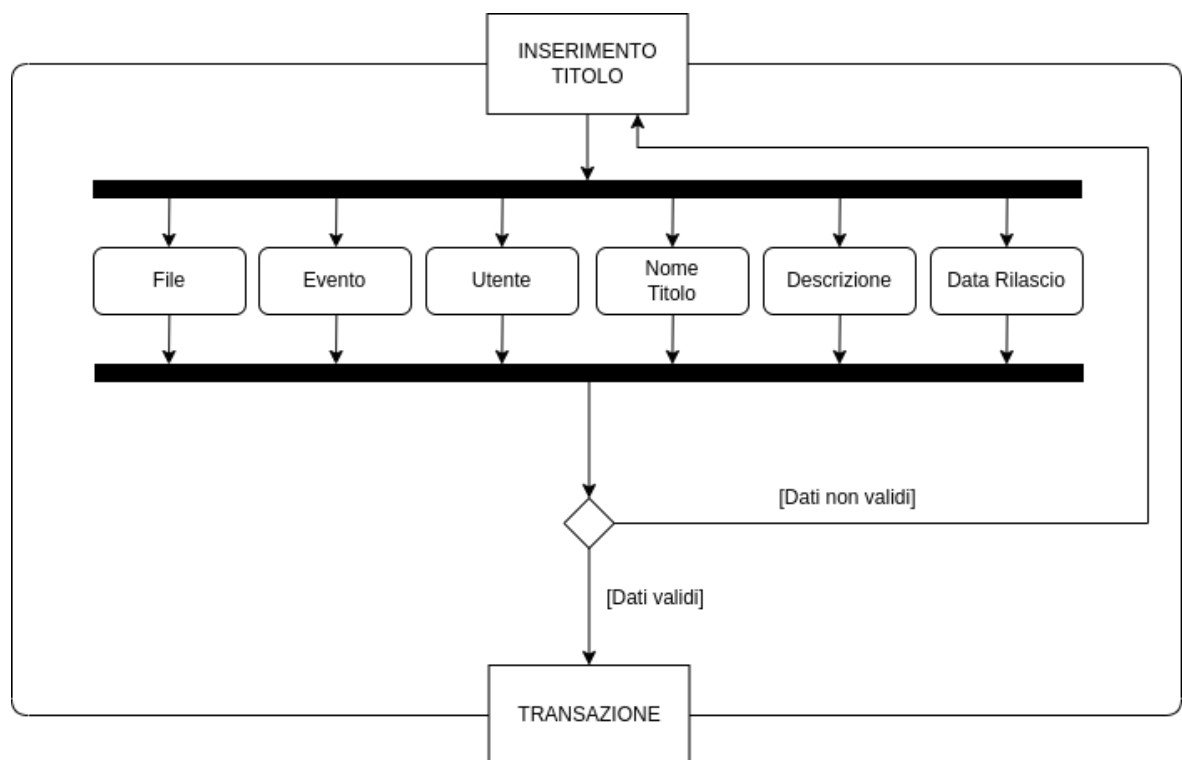 INSERIMENTO
TITOLO
File
Evento
Utente
Nome
Titolo
Descrizione
Data Rilascio
[Dati non validi]
[Dati validi]
TRANSAZIONE